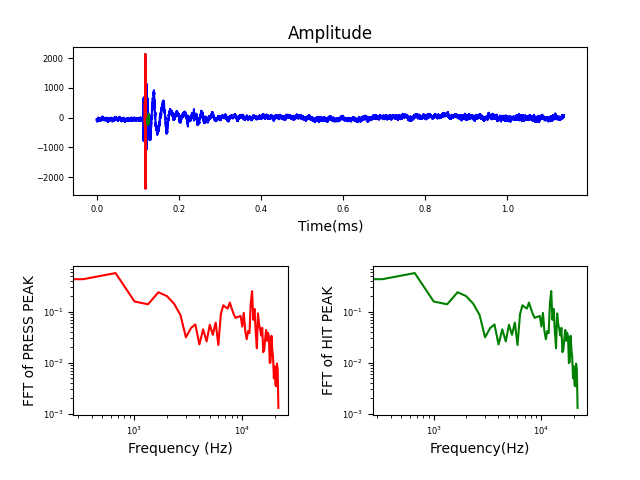 Amplitude
2000
1000
0
−1000
−2000
0.0 0.2 0.4 0.6 0.8 1.0
Time(ms)
FFT of PRESS PEAK
10⁻¹
10⁻²
10⁻³
10³ 10⁴
Frequency (Hz)
FFT of HIT PEAK
10⁻¹
10⁻²
10⁻³
10³ 10⁴
Frequency(Hz)